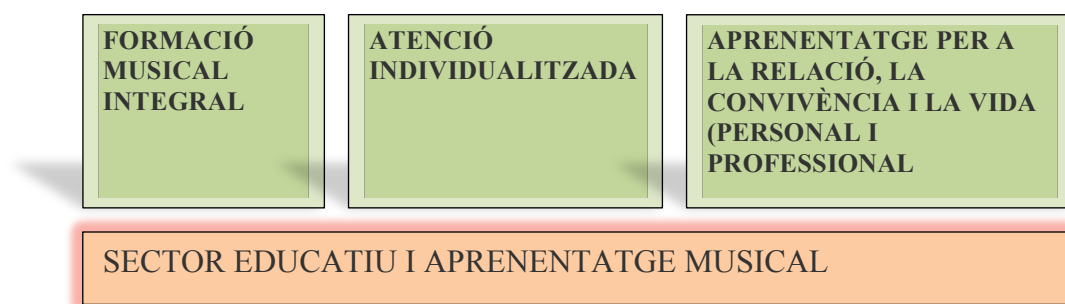 FORMACIÓ
MUSICAL
INTEGRAL
ATENCIÓ
INDIVIDUALITZADA
APRENENTATGE PER A
LA RELACIÓ, LA
CONVIVÈNCIA I LA VIDA
(PERSONAL I
PROFESSIONAL
SECTOR EDUCATIU I APRENENTATGE MUSICAL